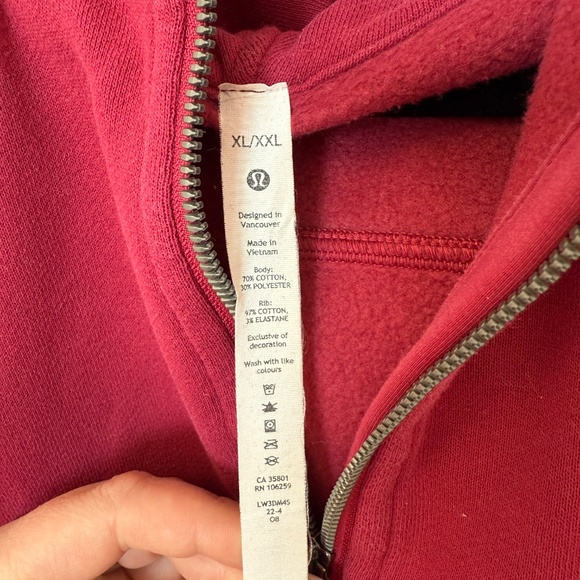 XL/XXL
Designed in
Vancouver
Made in
Vietnam
Body:
70% COTTON,
30% POLYESTER
Rib:
97% COTTON,
3% ELASTANE
Exclusive of
decoration
Wash with like
colours
CA 35801
RN 106259
LW3DM4S
22-4
08